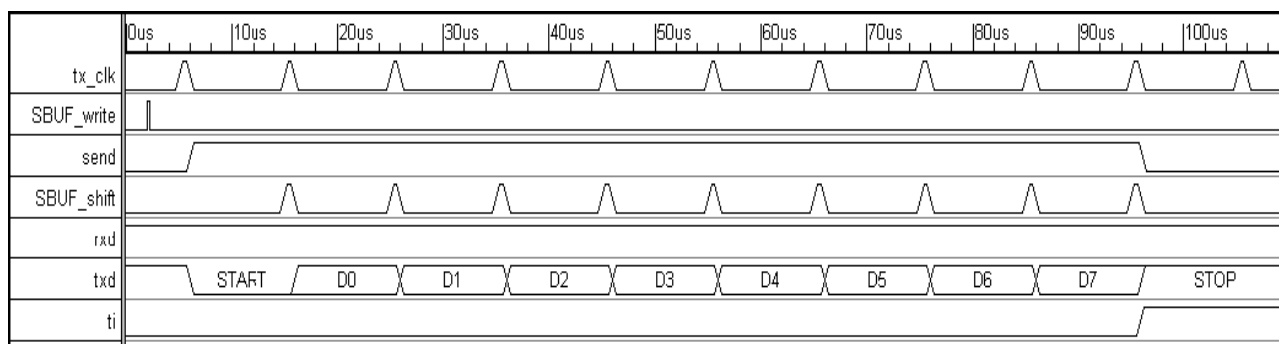 0us 10us 20us 30us 40us 50us 60us 70us 80us 90us 100us
tx_clk
SBUF_write
send
SBUF_shift
rxd
txd START D0 D1 D2 D3 D4 D5 D6 D7 STOP
ti